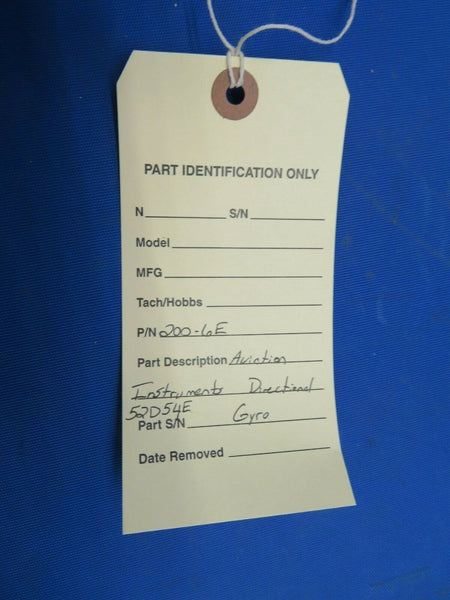 PART IDENTIFICATION ONLY
N S/N
Model
MFG
Tach/Hobbs
P/N 200-6E
Part Description Aviation
Instruments Directional
52D54E Gyro
Part S/N
Date Removed